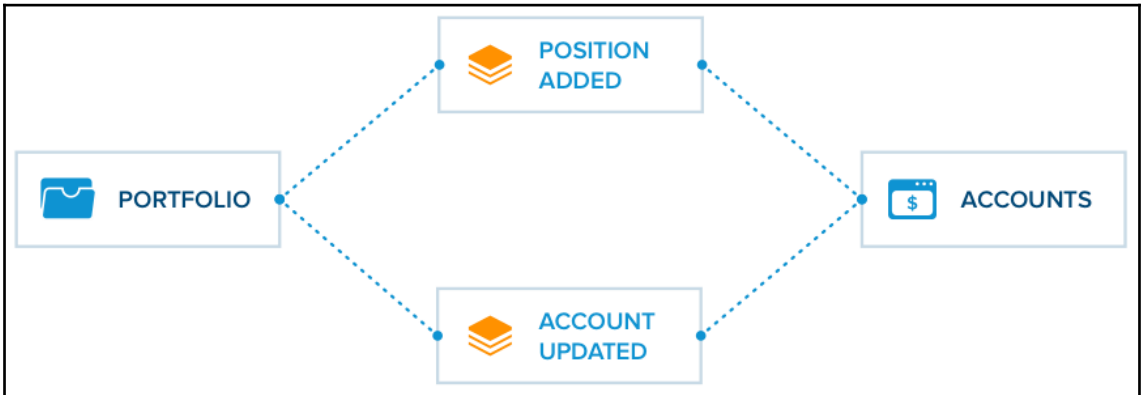 POSITION
ADDED
PORTFOLIO
$
ACCOUNTS
ACCOUNT
UPDATED